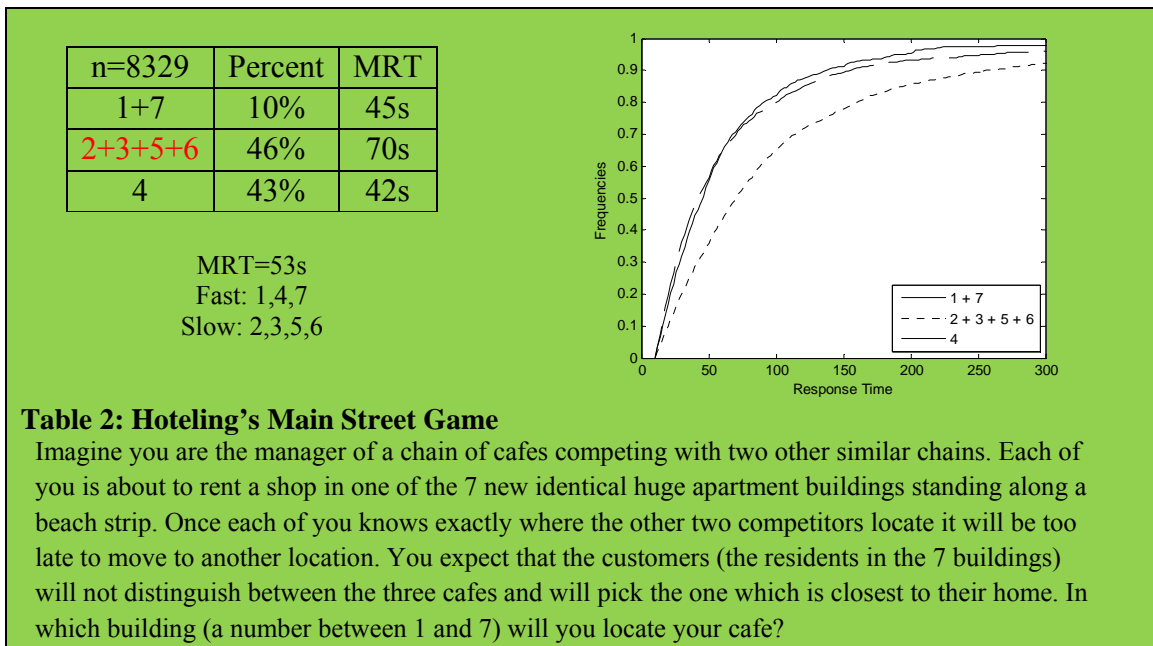 n=8329 Percent MRT
1+7 10% 45s
2+3+5+6 46% 70s
4 43% 42s
MRT=53s
Fast: 1,4,7
Slow: 2,3,5,6
1
0.9
0.8
0.7
0.6
0.5
0.4
0.3
0.2
0.1
0
Frequencies
0 50 100 150 200 250 300
Response Time
1 + 7
2 + 3 + 5 + 6
4
Table 2: Hoteling’s Main Street Game
Imagine you are the manager of a chain of cafes competing with two other similar chains. Each of
you is about to rent a shop in one of the 7 new identical huge apartment buildings standing along a
beach strip. Once each of you knows exactly where the other two competitors locate it will be too
late to move to another location. You expect that the customers (the residents in the 7 buildings)
will not distinguish between the three cafes and will pick the one which is closest to their home. In
which building (a number between 1 and 7) will you locate your cafe?